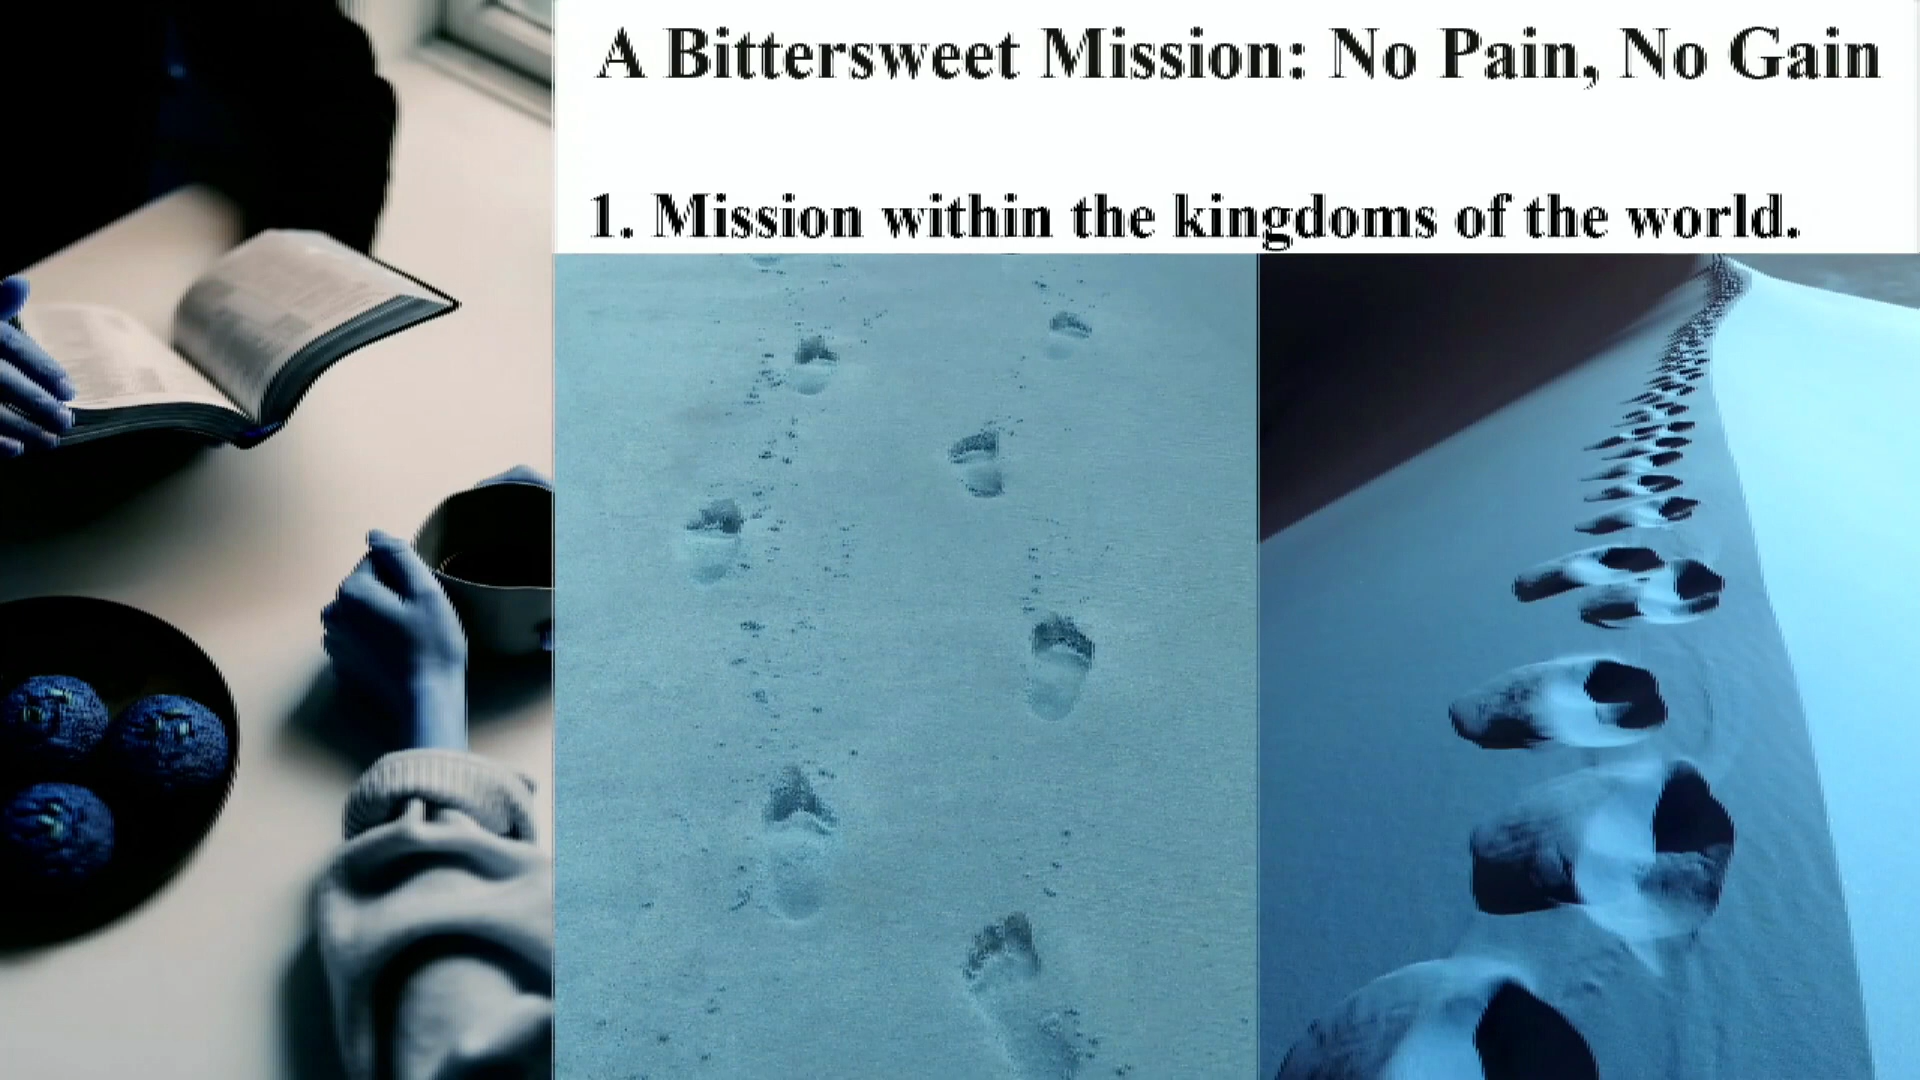 A Bittersweet Mission: No Pain, No Gain
1. Mission within the kingdoms of the world.